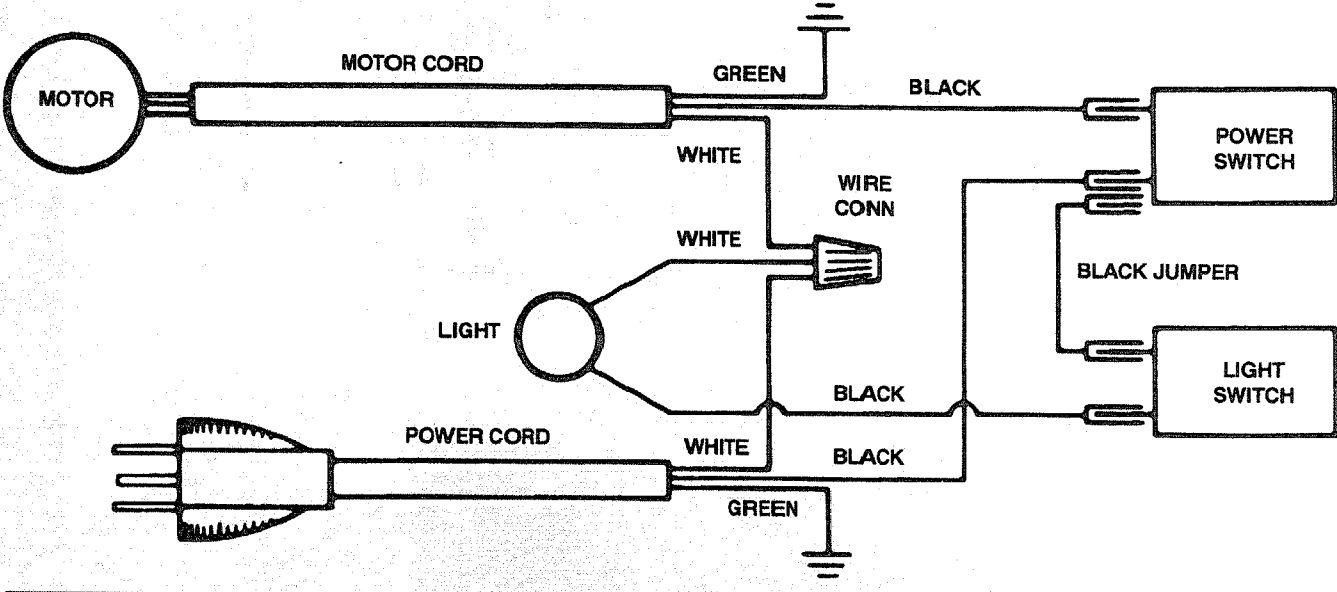 MOTOR CORD
GREEN
BLACK
MOTOR
POWER
SWITCH
WHITE
WIRE
CONN
WHITE
BLACK JUMPER
LIGHT
LIGHT
SWITCH
BLACK
POWER CORD
WHITE
BLACK
GREEN